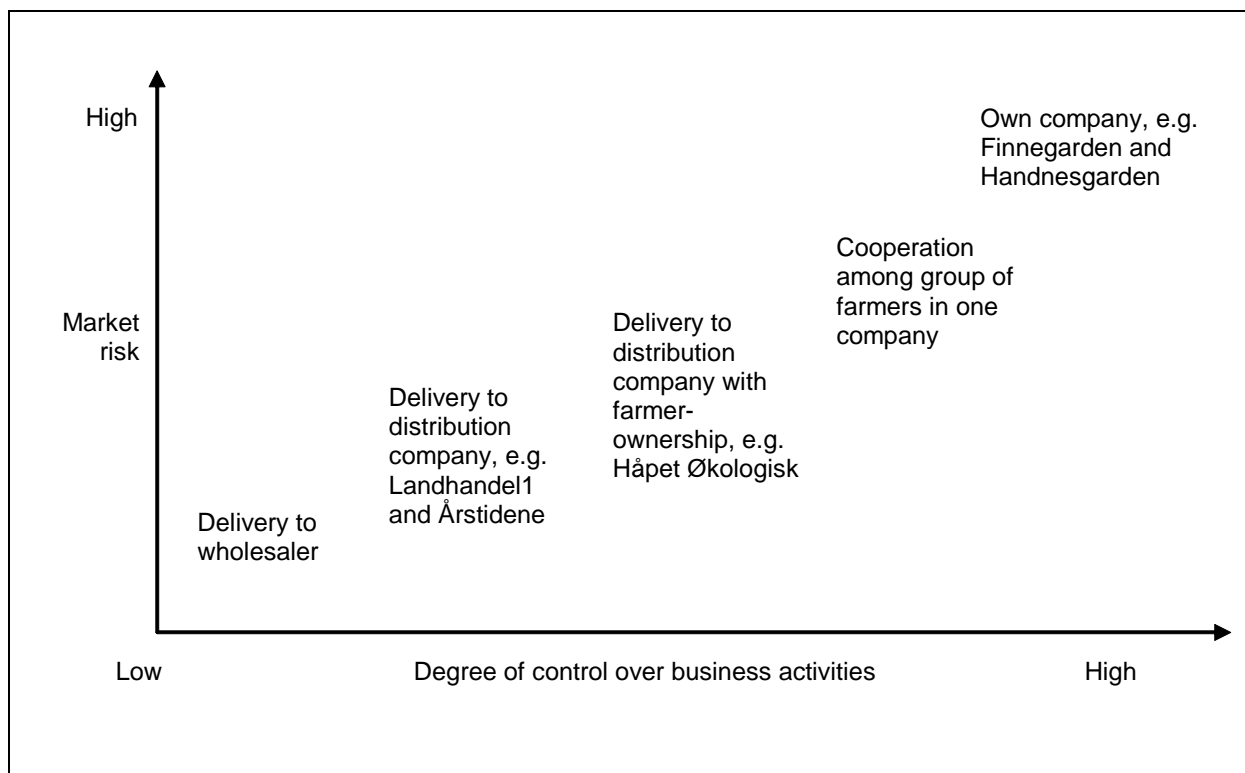 High
Own company, e.g.
Finnegarden and
Handnesgarden
Cooperation
among group of
farmers in one
company
Market
risk
Delivery to
distribution
company with
farmer-
ownership, e.g.
Håpet Økologisk
Delivery to
distribution
company, e.g.
Landhandel1
and Årstidene
Delivery to
wholesaler
Low
Degree of control over business activities
High